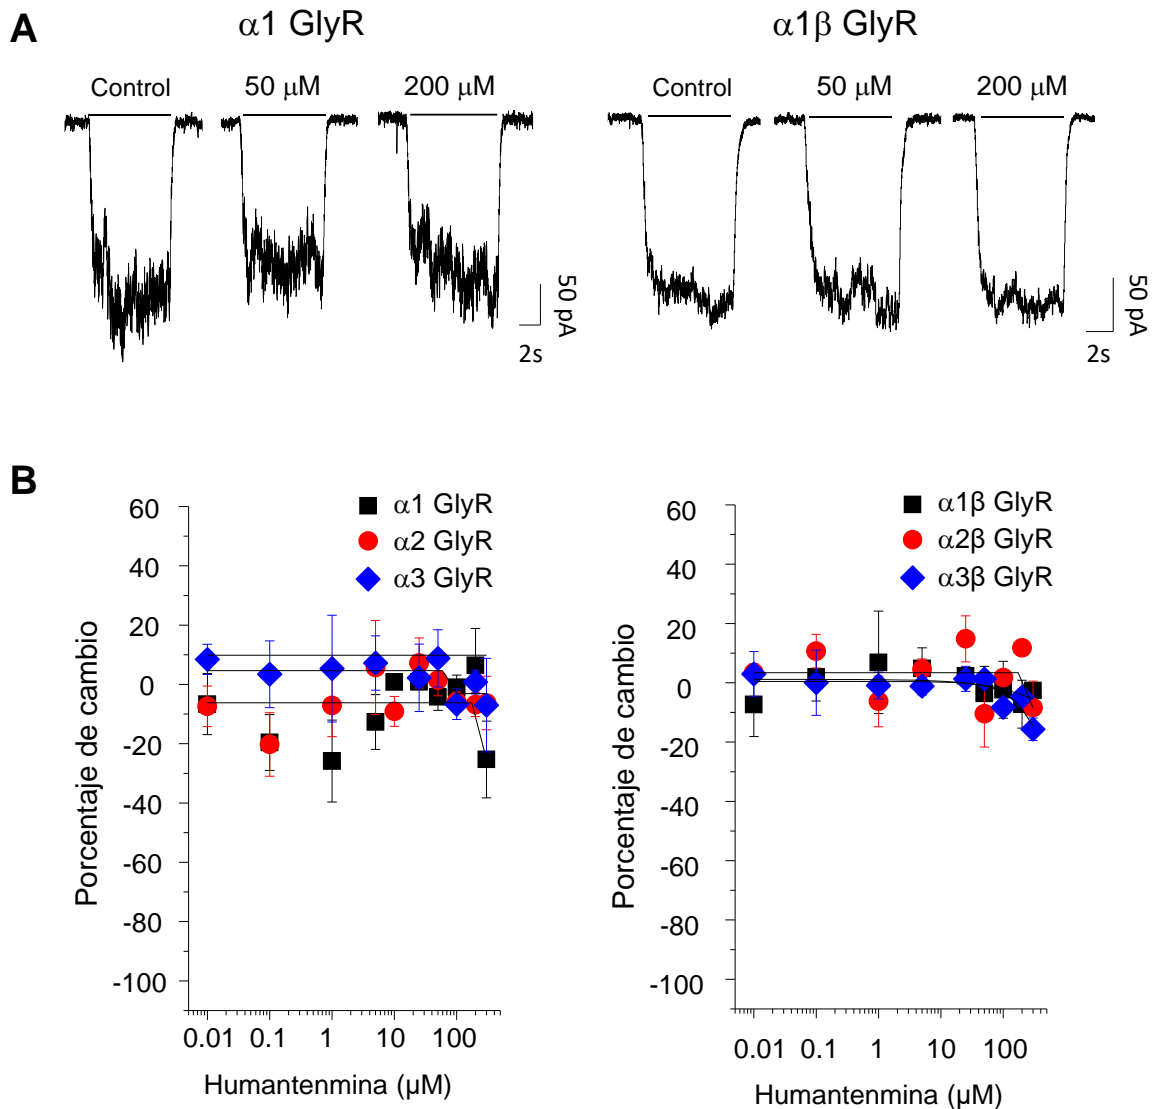 A
α1 GlyR
α1β GlyR
Control
50 μM
200 μM
Control
50 μM
200 μM
50 pA
2s
50 pA
2s
B
α1 GlyR
α2 GlyR
α3 GlyR
60
40
20
0
-20
-40
-60
-80
-100
Porcentaje de cambio
0.01
0.1
1
10
100
Humantenmina (μM)
α1β GlyR
α2β GlyR
α3β GlyR
60
40
20
0
-20
-40
-60
-80
-100
Porcentaje de cambio
0.01
0.1
1
10
100
Humantenmina (μM)